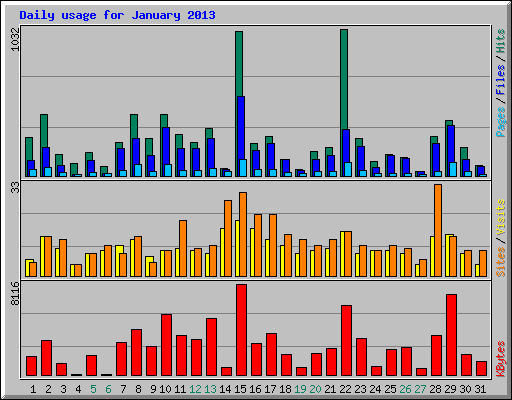 Daily usage for January 2013
1032
Pages / Files / Hits
33
Sites / Visits
8116
KBytes
1 2 3 4 5 6 7 8 9 10 11 12 13 14 15 16 17 18 19 20 21 22 23 24 25 26 27 28 29 30 31